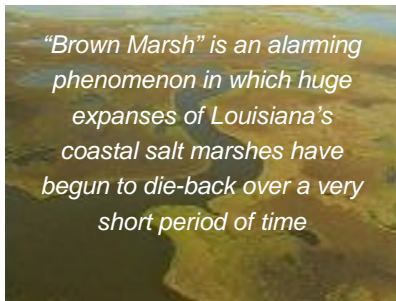 “Brown Marsh” is an alarming
phenomenon in which huge
expanses of Louisiana’s
coastal salt marshes have
begun to die-back over a very
short period of time